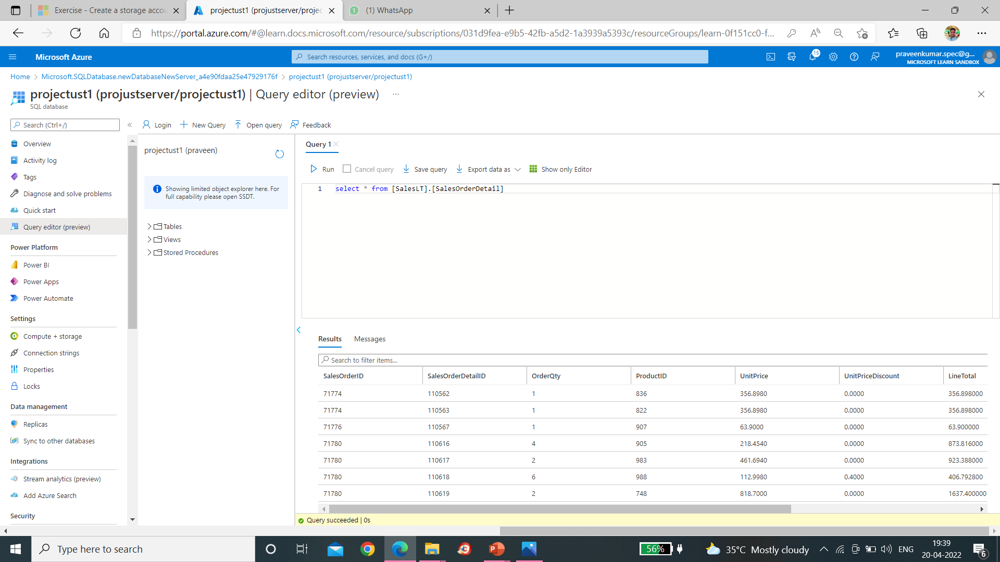 Exercise - Create a storage accou
projectust1 (projustserver/projec
(1) WhatsApp
https://portal.azure.com/#@learn.docs.microsoft.com/resource/subscriptions/031d9fea-e9b5-42fb-a5d2-1a3939a5393c/resourceGroups/learn-0f151cc0-f...
Microsoft Azure
Search resources, services, and docs (G+/)
15
praveenkumar.spec@g...
MICROSOFT LEARN SANDBOX
Home > Microsoft.SQLDatabase.newDatabaseNewServer_a4e90fdaa25e47929176f > projectust1 (projustserver/projectust1)
projectust1 (projustserver/projectust1) | Query editor (preview) ...
SQL database
Search (Ctrl+/)
Login
New Query
Open query
Feedback
Overview
Activity log
Tags
Diagnose and solve problems
Quick start
Query editor (preview)
Power Platform
Power BI
Power Apps
Power Automate
Settings
Compute + storage
Connection strings
Properties
Locks
Data management
Replicas
Sync to other databases
Integrations
Stream analytics (preview)
Add Azure Search
Security
projectust1 (praveen)
Showing limited object explorer here. For
full capability please open SSDT.
Tables
Views
Stored Procedures
Query 1
Run
Cancel query
Save query
Export data as
Show only Editor
1 select * from [SalesLT].[SalesOrderDetail]
Results
Messages
Search to filter items...
SalesOrderID SalesOrderDetailID OrderQty ProductID UnitPrice UnitPriceDiscount LineTotal
71774 110562 1 836 356.8980 0.0000 356.898000
71774 110563 1 822 356.8980 0.0000 356.898000
71776 110567 1 907 63.9000 0.0000 63.900000
71780 110616 4 905 218.4540 0.0000 873.816000
71780 110617 2 983 461.6940 0.0000 923.388000
71780 110618 6 988 112.9980 0.4000 406.792800
71780 110619 2 748 818.7000 0.0000 1637.400000
Query succeeded | 0s
Type here to search
56%
35°C Mostly cloudy
ENG
19:39
20-04-2022
6